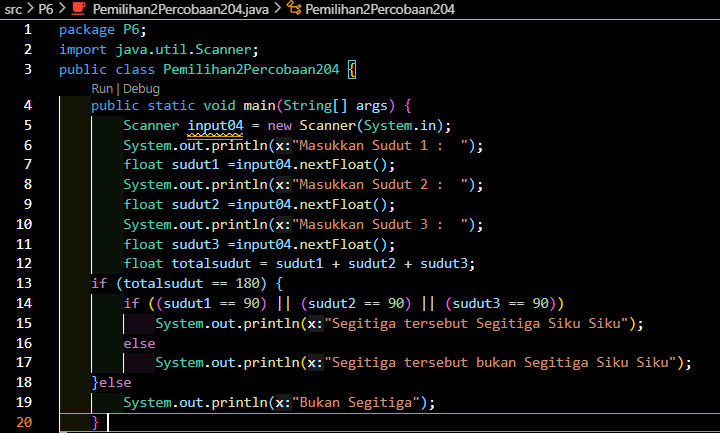 src > P6 > Pemilihan2Percobaan204.java > Pemilihan2Percobaan204
1 package P6;
2 import java.util.Scanner;
3 public class Pemilihan2Percobaan204 {
Run | Debug
4 public static void main(String[] args) {
5 Scanner input04 = new Scanner(System.in);
6 System.out.println(x:"Masukkan Sudut 1 :  ");
7 float sudut1 =input04.nextFloat();
8 System.out.println(x:"Masukkan Sudut 2 :  ");
9 float sudut2 =input04.nextFloat();
10 System.out.println(x:"Masukkan Sudut 3 :  ");
11 float sudut3 =input04.nextFloat();
12 float totalsudut = sudut1 + sudut2 + sudut3;
13 if (totalsudut == 180) {
14 if ((sudut1 == 90) || (sudut2 == 90) || (sudut3 == 90))
15 System.out.println(x:"Segitiga tersebut Segitiga Siku Siku");
16 else
17 System.out.println(x:"Segitiga tersebut bukan Segitiga Siku Siku");
18 }else
19 System.out.println(x:"Bukan Segitiga");
20 }